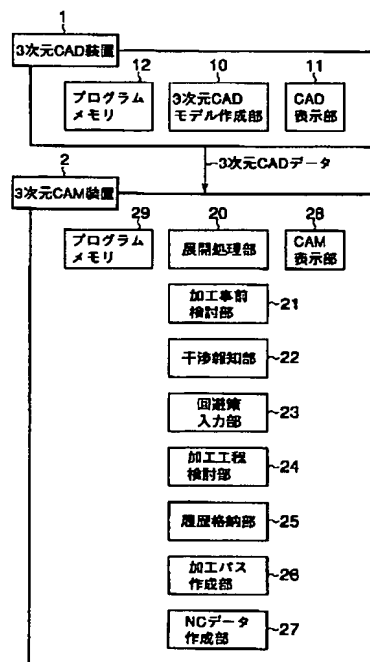 1
3次元CAD装置
12
10
11
プログラム
メモリ
3次元CAD
モデル作成部
CAD
表示部
2
3次元CADデータ
3次元CAM装置
29
20
28
プログラム
メモリ
展開処理部
CAM
表示部
加工事前
検討部
21
干渉報知部
22
回避策
入力部
23
加工工程
検討部
24
履歴格納部
25
加工パス
作成部
26
NCデータ
作成部
27